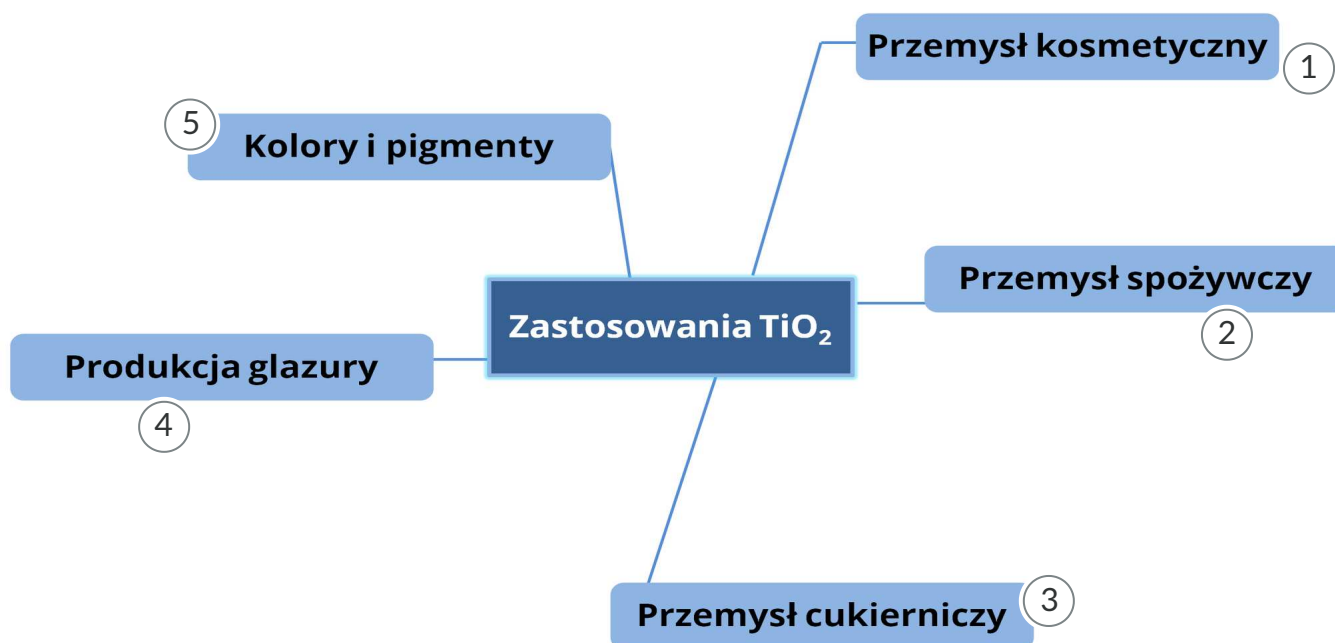 Przemysł kosmetyczny
1
5
Kolory i pigmenty
Przemysł spożywczy
2
Zastosowania TiO₂
Produkcja glazury
4
Przemysł cukierniczy
3